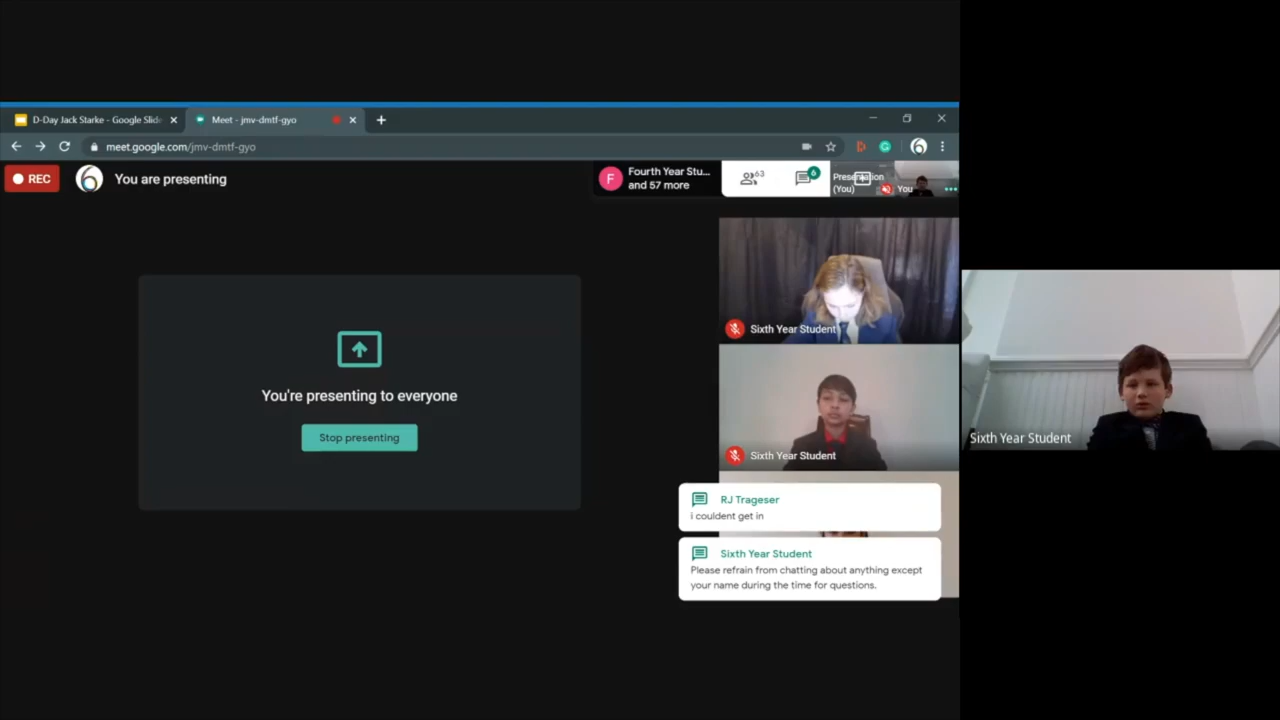 D-Day Jack Starke - Google Slide
Meet - jmv-dmtf-gyo
meet.google.com/jmv-dmtf-gyo
REC
You are presenting
F
Fourth Year Stu...
and 57 more
63
6
Presentation
(You)
You
You're presenting to everyone
Stop presenting
Sixth Year Student
Sixth Year Student
RJ Trageser
i couldent get in
Sixth Year Student
Please refrain from chatting about anything except
your name during the time for questions.
Sixth Year Student